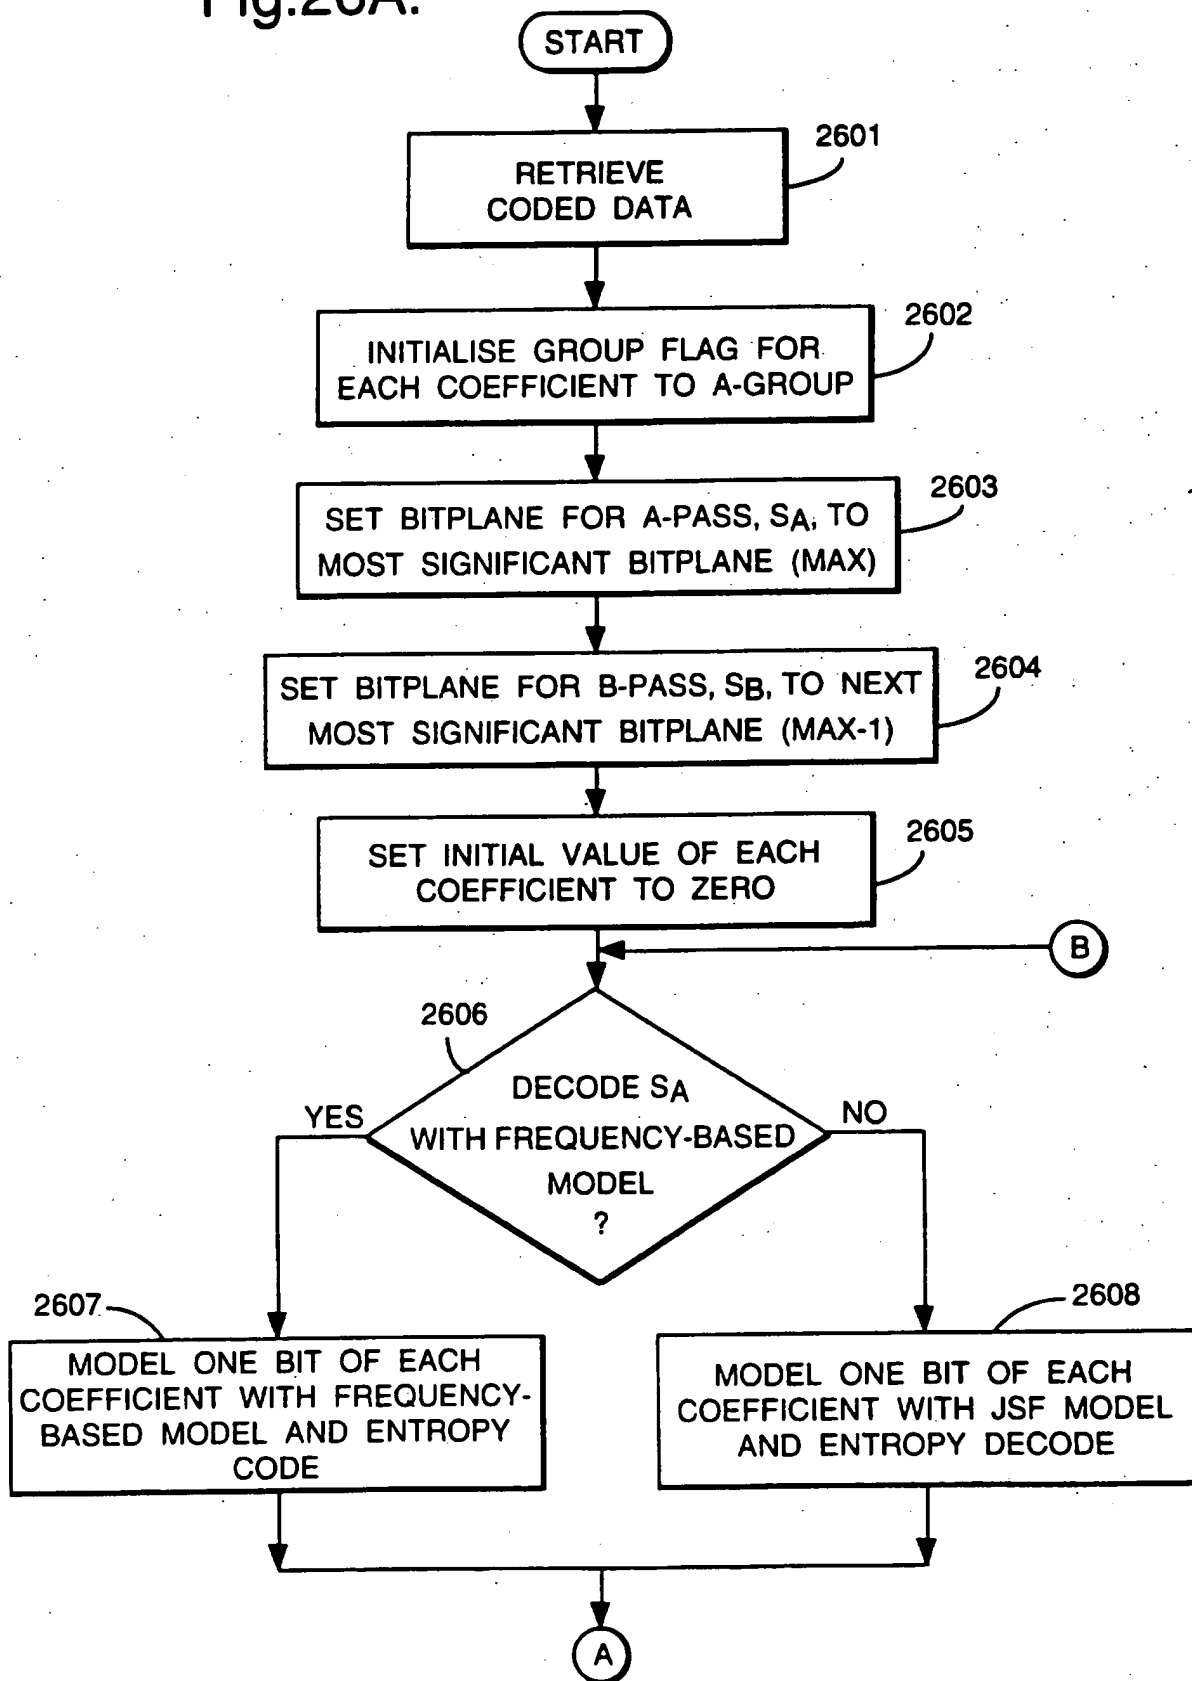 Fig.26A.
START
2601
RETRIEVE
CODED DATA
2602
INITIALISE GROUP FLAG FOR
EACH COEFFICIENT TO A-GROUP
2603
SET BITPLANE FOR A-PASS, SA, TO
MOST SIGNIFICANT BITPLANE (MAX)
2604
SET BITPLANE FOR B-PASS, SB, TO NEXT
MOST SIGNIFICANT BITPLANE (MAX-1)
2605
SET INITIAL VALUE OF EACH
COEFFICIENT TO ZERO
B
2606
DECODE SA
WITH FREQUENCY-BASED
MODEL
?
YES
NO
2607
MODEL ONE BIT OF EACH
COEFFICIENT WITH FREQUENCY-
BASED MODEL AND ENTROPY
CODE
2608
MODEL ONE BIT OF EACH
COEFFICIENT WITH JSF MODEL
AND ENTROPY DECODE
A